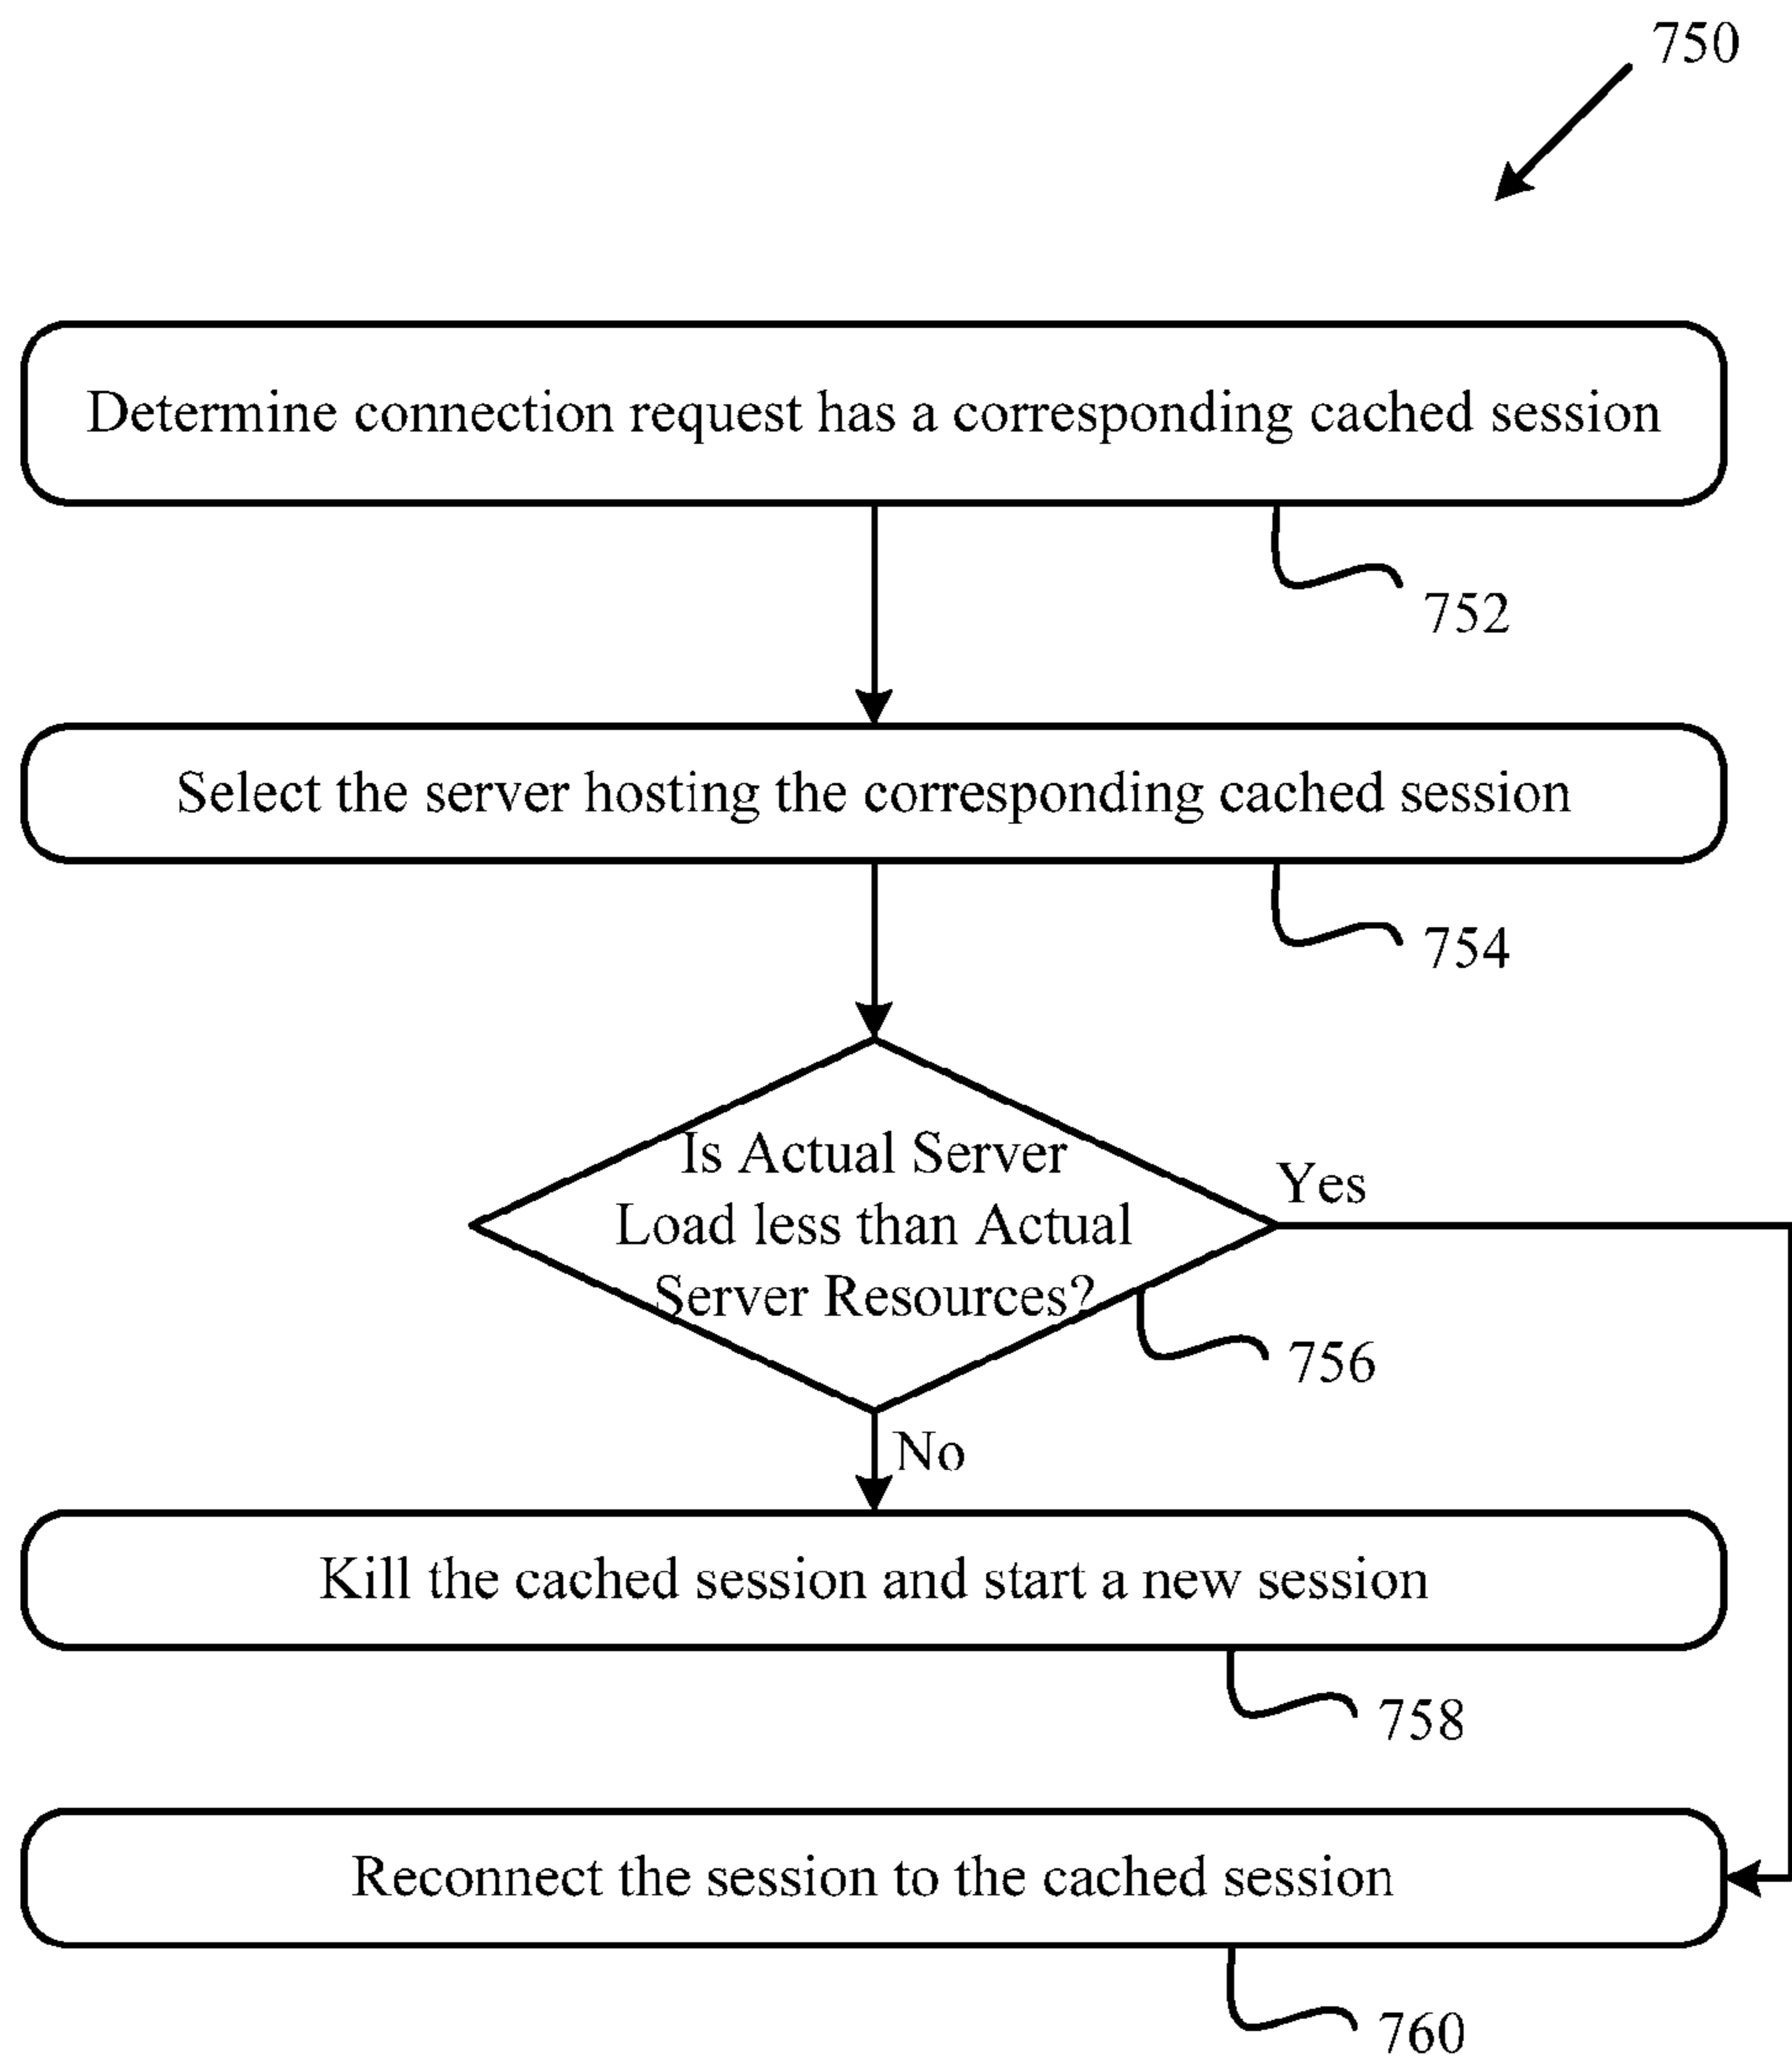 750
Determine connection request has a corresponding cached session
752
Select the server hosting the corresponding cached session
754
Is Actual Server
Load less than Actual
Server Resources?
Yes
756
No
Kill the cached session and start a new session
758
Reconnect the session to the cached session
760